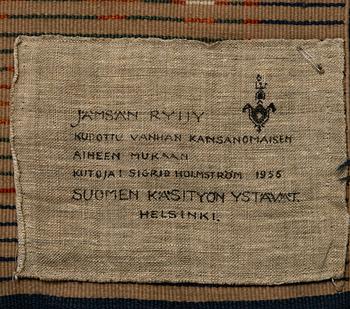 JÄMSÄN RYIJY
KUDOTTU VANHAN KANSANOMAISEN
AIHEEN MUKAAN
KUTOJA: SIGRID HOLMSTRÖM 1956
SUOMEN KÄSITYÖN YSTÄVÄT.
HELSINKI.